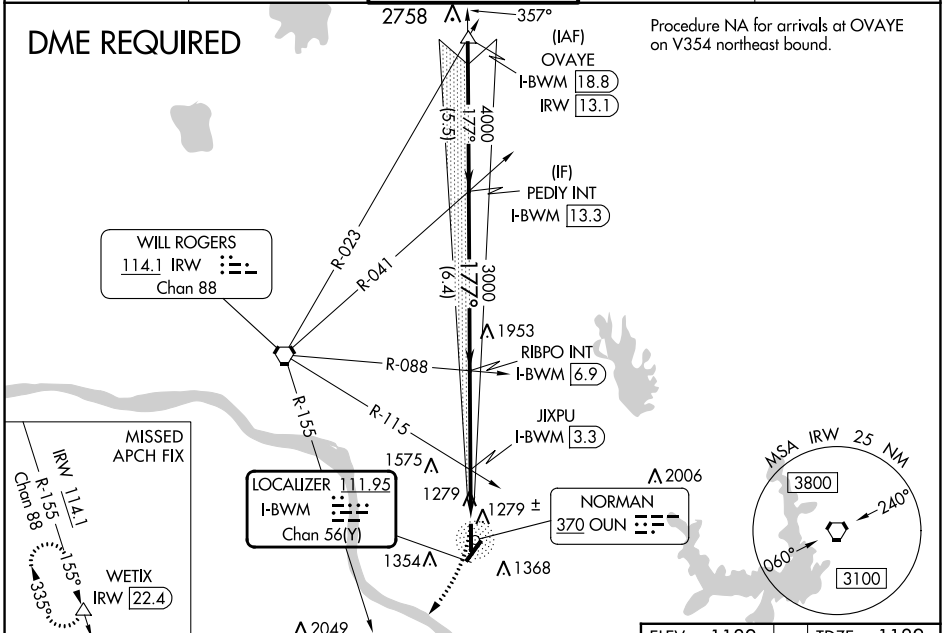 2758
357°
Procedure NA for arrivals at OVAYE
on V354 northeast bound.
DME REQUIRED
(IAF)
OVAYE
I-BWM 18.8
IRW 13.1
4000
177°
(5.5)
(IF)
PEDIY INT
I-BWM 13.3
R-023
R-041
WILL ROGERS
114.1 IRW
Chan 88
3000
177°
(6.4)
1953
RIBPO INT
I-BWM 6.9
R-088
R-115
R-155
JIXPU
I-BWM 3.3
MISSED
APCH FIX
IRW 114.1
R-155
Chan 88
155°
335°
WETIX
IRW 22.4
1575
LOCALIZER 111.95
I-BWM
Chan 56(Y)
1279
1279 ±
2006
NORMAN
370 OUN
1354
1368
2049
MSA IRW 25 NM
3800
240°
060°
3100